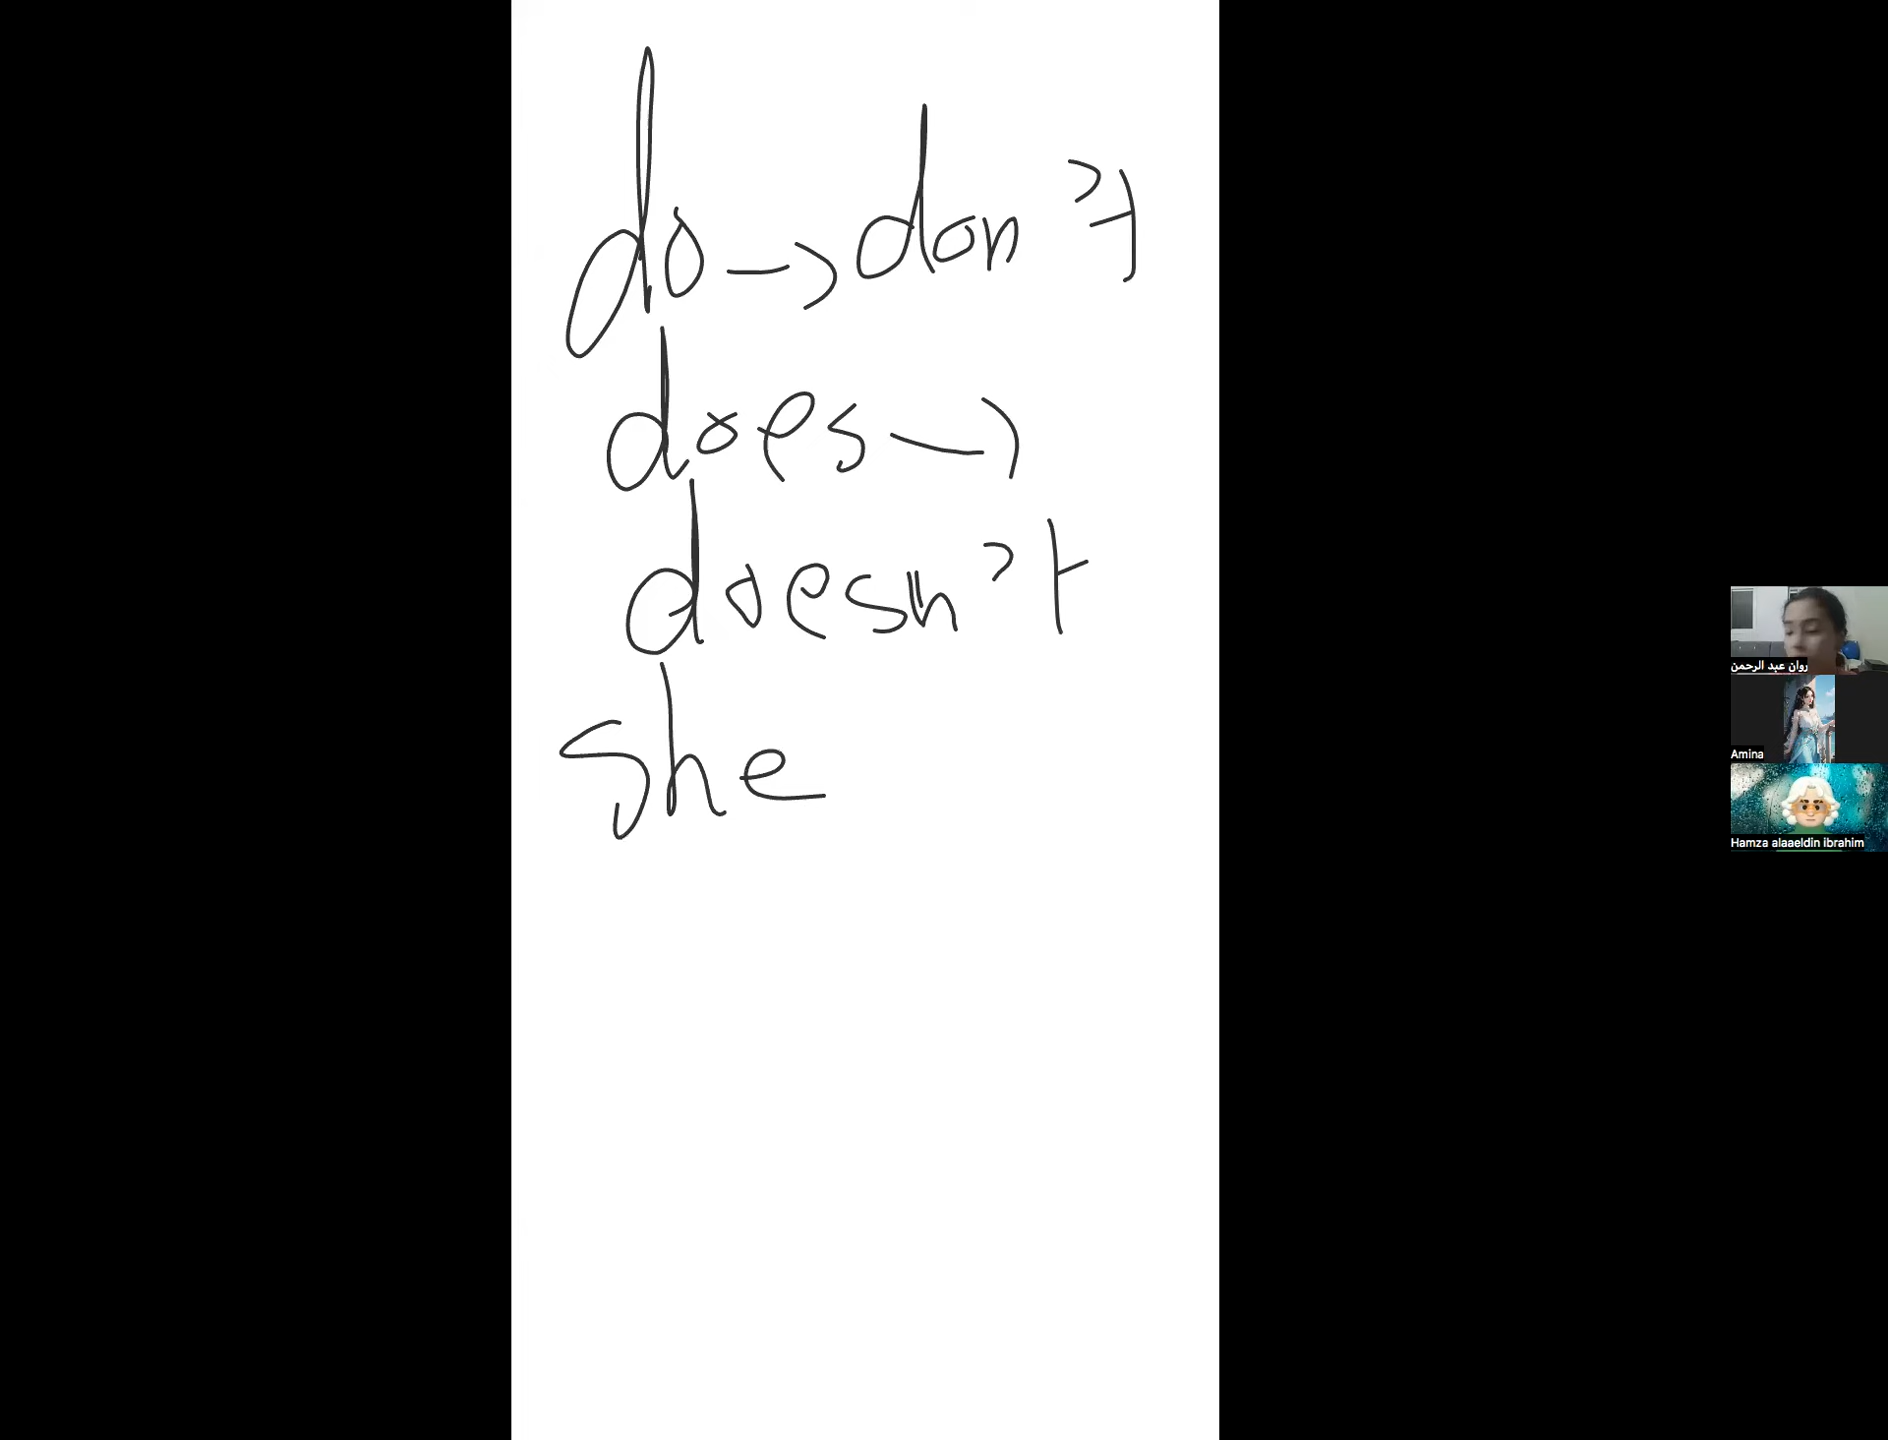 do → don't
does →
doesn't
she
روان عبد الرحمن
Amina
Hamza alaaeldin ibrahim